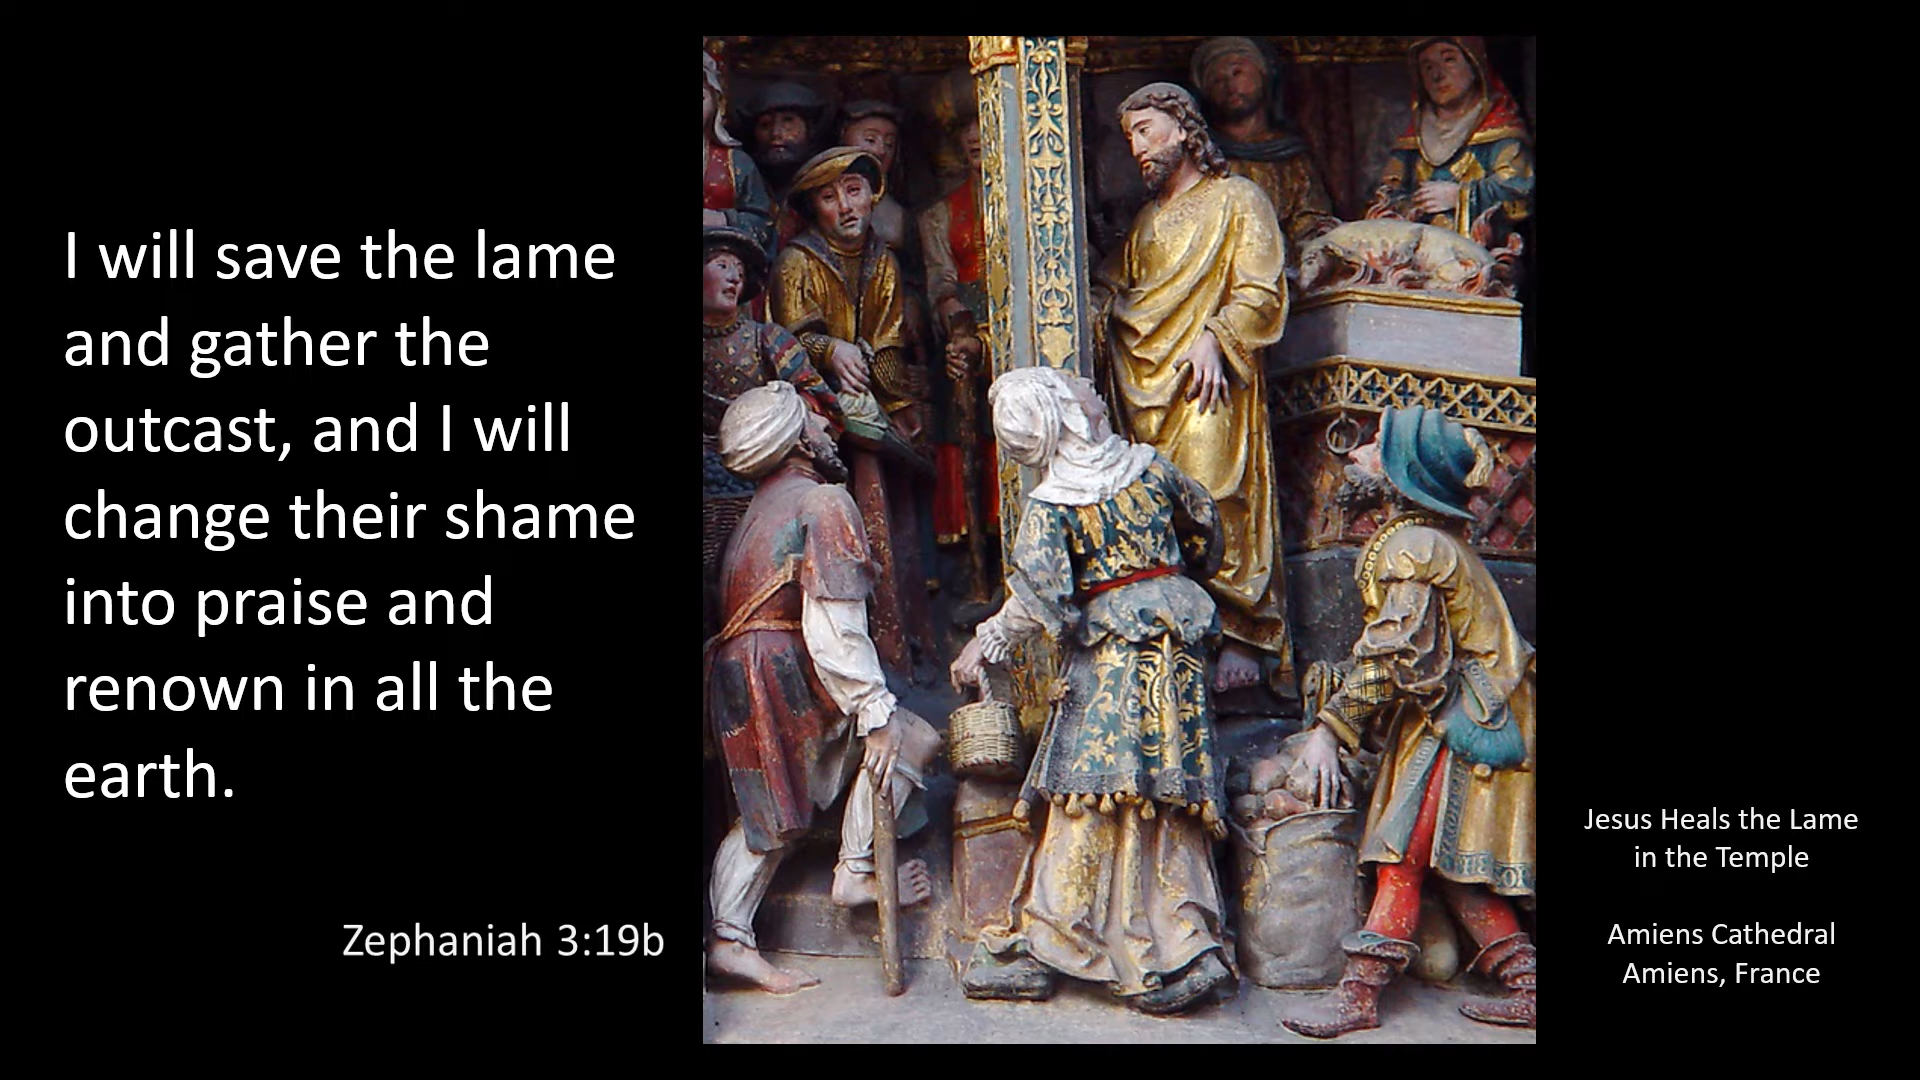 I will save the lame
and gather the
outcast, and I will
change their shame
into praise and
renown in all the
earth.
Zephaniah 3:19b
Jesus Heals the Lame
in the Temple
Amiens Cathedral
Amiens, France